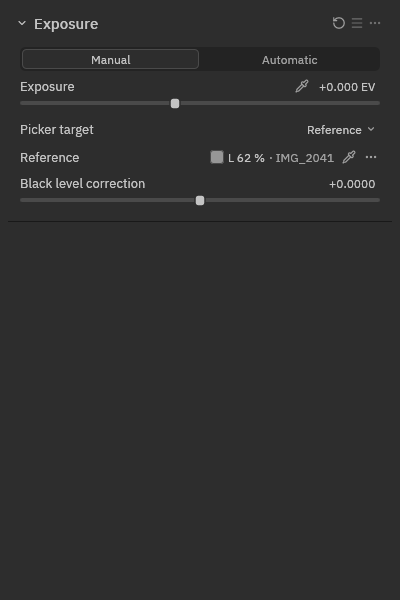 Exposure
Manual Automatic
Exposure +0.000 EV
Picker target Reference
Reference L 62 % · IMG_2041
Black level correction +0.0000